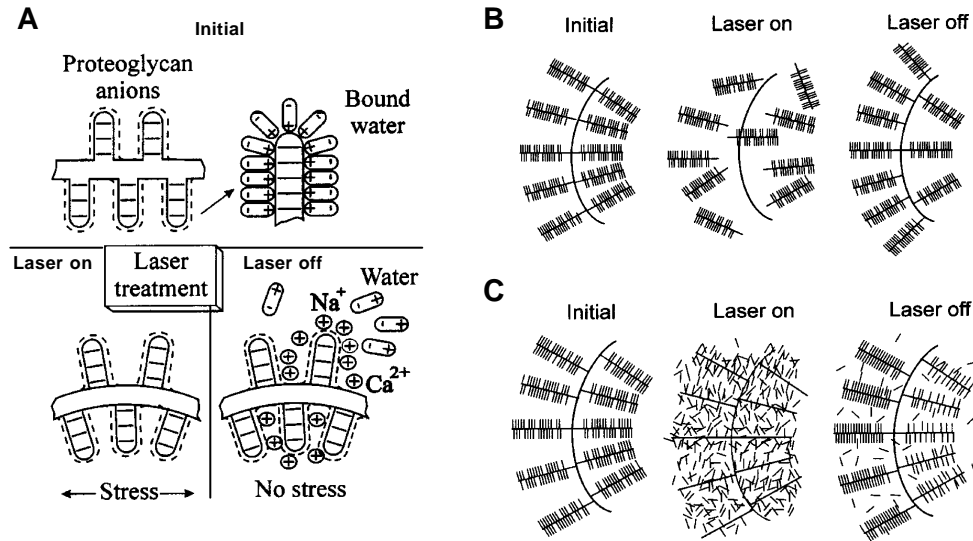 A
Initial
Proteoglycan
anions
Bound
water
Laser on
Laser
treatment
Laser off
Water
Na+
Ca2+
Stress
No stress
B
Initial
Laser on
Laser off
C
Initial
Laser on
Laser off